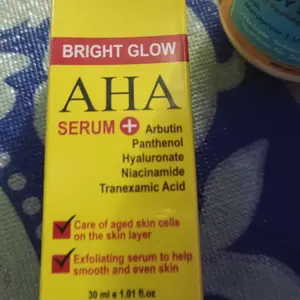 BRIGHT GLOW
AHA
SERUM + Arbutin
Panthenol
Hyaluronate
Niacinamide
Tranexamic Acid
Care of aged skin cells
on the skin layer
Exfoliating serum to help
smooth and even skin
30 ml e 1.01 fl.oz